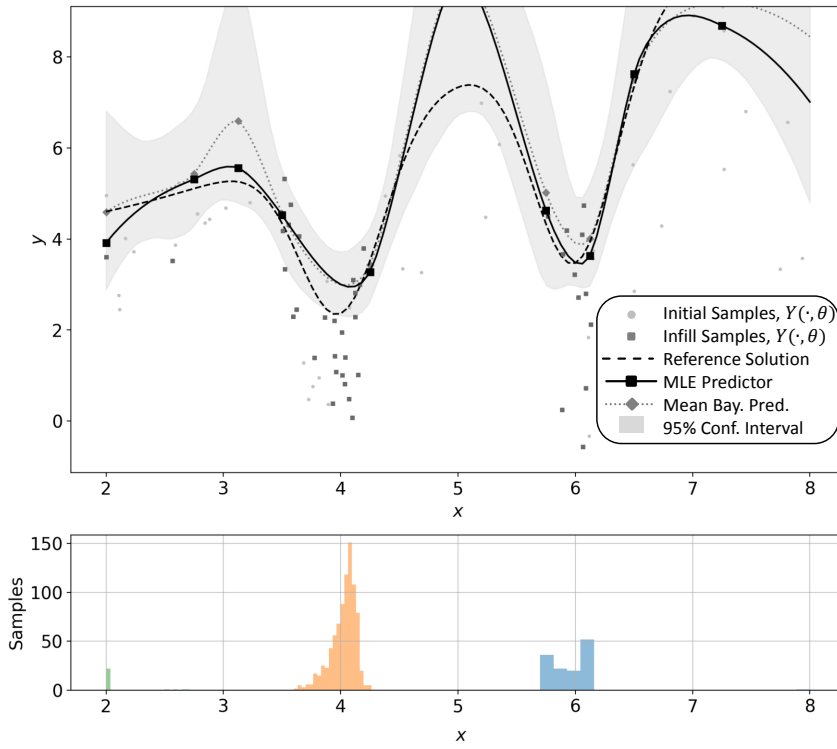 8
6
4
2
0
y
2 3 4 5 6 7 8
x
Initial Samples, Y(·,θ)
Infill Samples, Y(·,θ)
Reference Solution
MLE Predictor
Mean Bay. Pred.
95% Conf. Interval
150
100
50
0
Samples
2 3 4 5 6 7 8
x